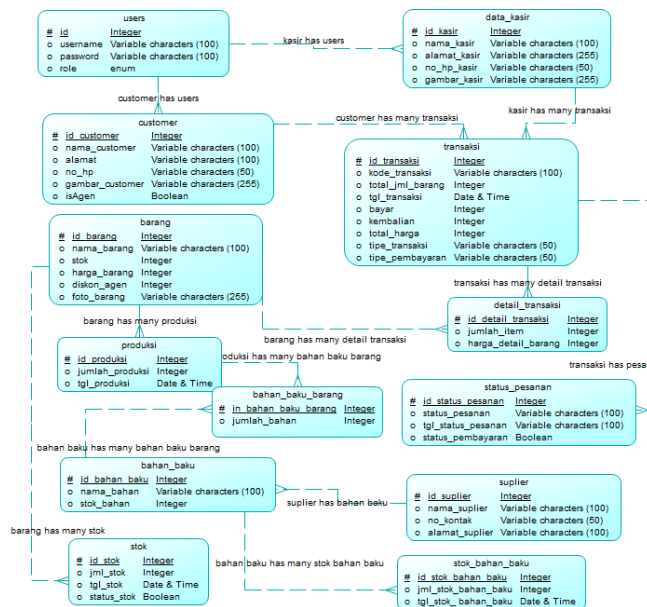 users
# id Integer
o username Variable characters (100)
o password Variable characters (100)
o role enum
kasir has users
data_kasir
# id_kasir Integer
o nama_kasir Variable characters (100)
o alamat_kasir Variable characters (255)
o no_hp_kasir Variable characters (50)
o gambar_kasir Variable characters (255)
customer has users
customer has many transaksi
kasir has many transaksi
customer
# id_customer Integer
o nama_customer Variable characters (100)
o alamat Variable characters (100)
o no_hp Variable characters (50)
o gambar_customer Variable characters (255)
o isAgen Boolean
transaksi
# id_transaksi Integer
o kode_transaksi Variable characters (100)
o total_jml_barang Integer
o tgl_transaksi Date & Time
o bayar Integer
o kembalian Integer
o total_harga Integer
o tipe_transaksi Variable characters (50)
o tipe_pembayaran Variable characters (50)
barang
# id_barang Integer
o nama_barang Variable characters (100)
o stok Integer
o harga_barang Integer
o diskon_agen Integer
o foto_barang Variable characters (255)
transaksi has many detail transaksi
detail_transaksi
# id_detail_transaksi Integer
o jumlah_item Integer
o harga_detail_barang Integer
barang has many produksi
barang has many detail transaksi
produksi
# id_produksi Integer
o jumlah_produksi Integer
o tgl_produksi Date & Time
oduksi has many bahan baku barang
transaksi has pesa
bahan_baku_barang
# in_bahan_baku_barang Integer
o jumlah_bahan Integer
status_pesanan
# id_status_pesanan Integer
o status_pesanan Variable characters (100)
o tgl_status_pesanan Variable characters (100)
o status_pembayaran Boolean
bahan baku has many bahan baku barang
bahan_baku
# id_bahan_baku Integer
o nama_bahan Variable characters (100)
o stok_bahan Integer
suplier has bahan baku
suplier
# id_suplier Integer
o nama_suplier Variable characters (100)
o no_kontak Variable characters (50)
o alamat_suplier Variable characters (100)
barang has many stok
stok
# id_stok Integer
o jml_stok Integer
o tgl_stok Date & Time
o status_stok Boolean
bahan baku has many stok bahan baku
stok_bahan_baku
# id_stok_bahan_baku Integer
o jml_stok_bahan_baku Integer
o tgl_stok_bahan_baku Date & Time